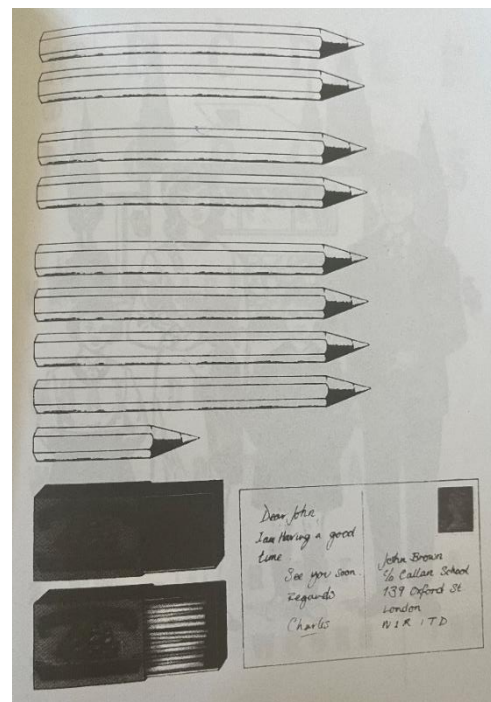 Dear John
I am Having a good
time
See you soon
Regards
Charles
John Brown
c/o Callan School
139 Oxford St
London
W1R 1TD